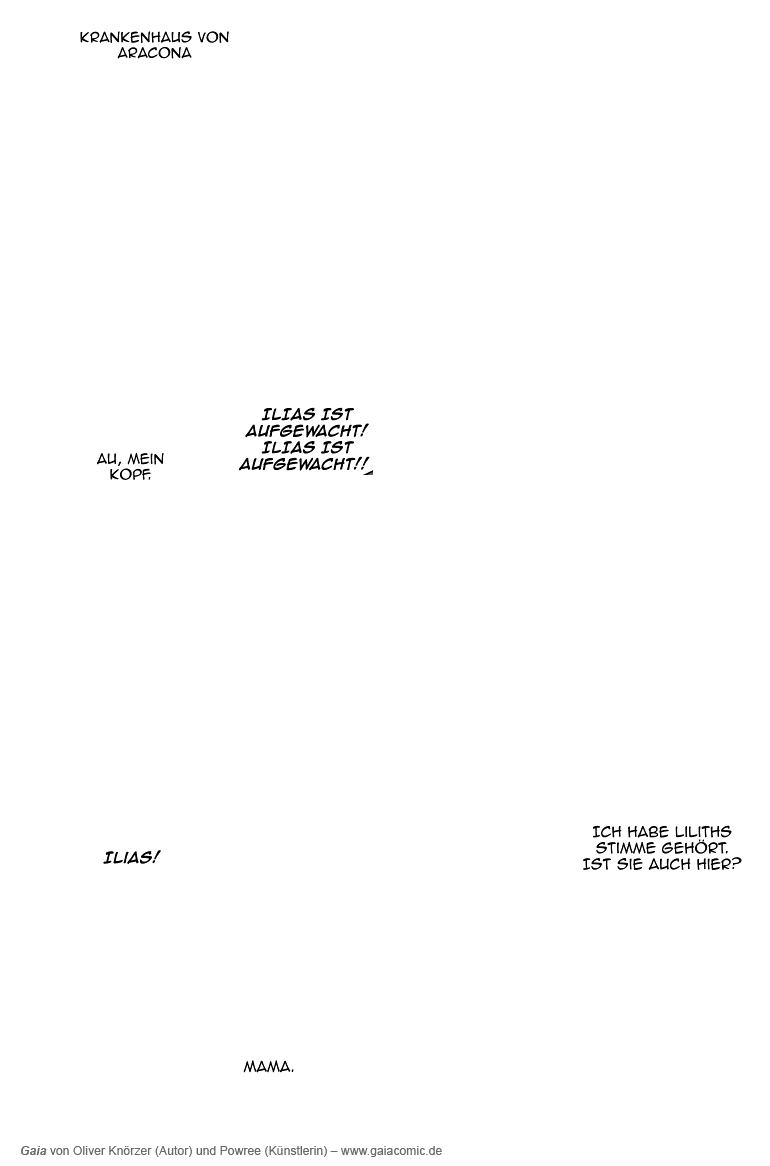 KRANKENHAUS VON
ARACONA
ILIAS IST
AUFGEWACHT!
ILIAS IST
AUFGEWACHT!!
AU, MEIN
KOPF.
ILIAS!
ICH HABE LILITHS
STIMME GEHÖRT.
IST SIE AUCH HIER?
MAMA.
Gaia von Oliver Knörzer (Autor) und Powree (Künstlerin) – www.gaiacomic.de